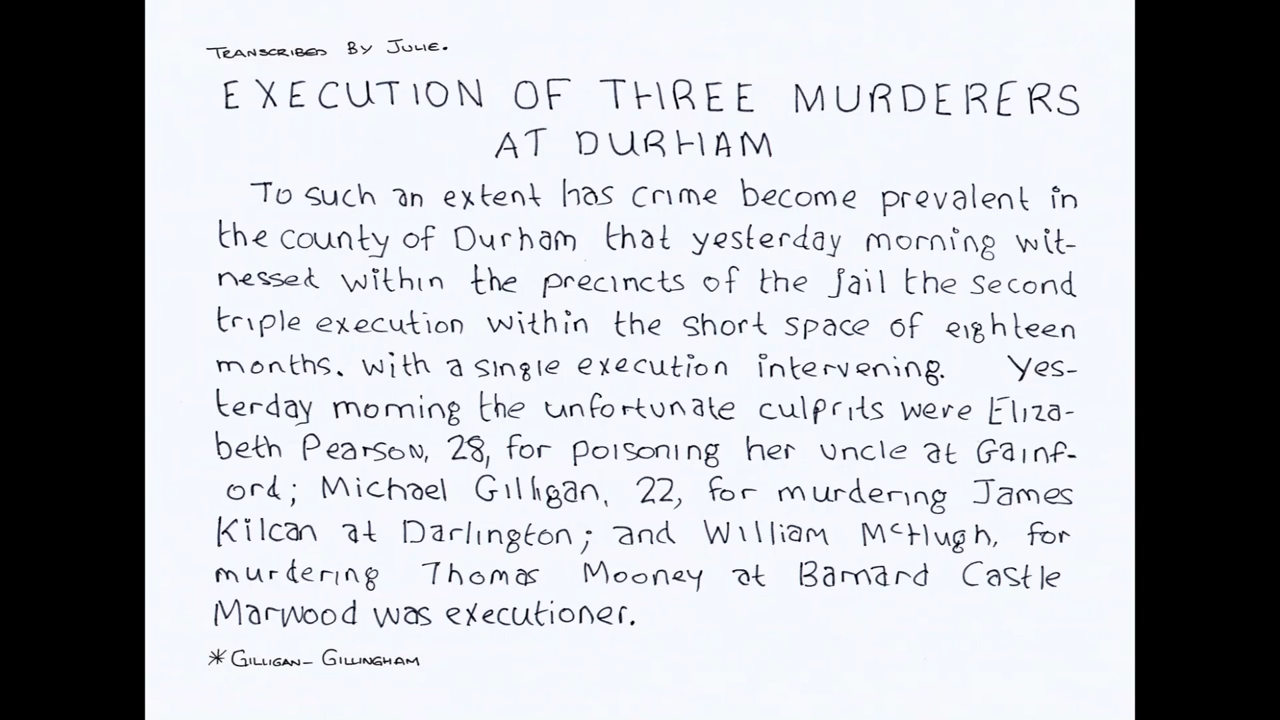 TRANSCRIBED BY JULIE.
EXECUTION OF THREE MURDERERS
AT DURHAM
To such an extent has crime become prevalent in
the county of Durham that yesterday morning wit-
nessed within the precincts of the jail the second
triple execution within the short space of eighteen
months. with a single execution intervening. Yes-
terday morning the unfortunate culprits were Eliza-
beth Pearson, 28, for poisoning her uncle at Gainf-
ord; Michael Gilligan, 22, for murdering James
Kilcan at Darlington; and William McHugh, for
murdering Thomas Mooney at Barnard Castle
Marwood was executioner.
* GILLIGAN - GILLINGHAM